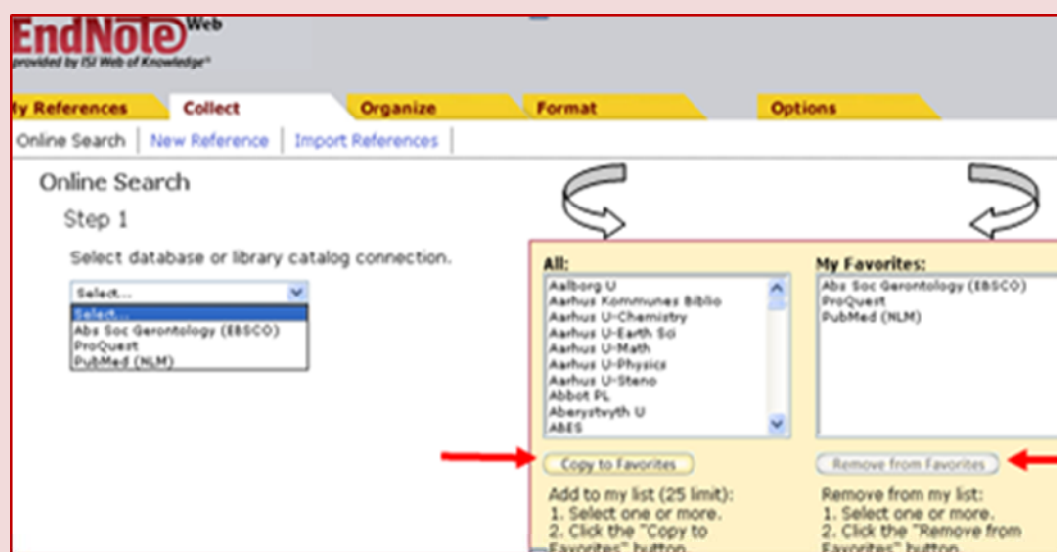 EndNote Web
provided by ISI Web of Knowledge
My References Collect Organize Format Options
Online Search New Reference Import References
Online Search
Step 1
Select database or library catalog connection.
Select...
Select...
Abs Soc Gerontology (EBSCO)
ProQuest
PubMed (NLM)
All:
Aalborg U
Aarhus Kommunes Biblio
Aarhus U-Chemistry
Aarhus U-Earth Sci
Aarhus U-Math
Aarhus U-Physics
Aarhus U-Steno
Abbot PL
Aberystwyth U
ABES
Copy to Favorites
Add to my list (25 limit):
1. Select one or more.
2. Click the "Copy to
Favorites" button.
My Favorites:
Abs Soc Gerontology (EBSCO)
ProQuest
PubMed (NLM)
Remove from Favorites
Remove from my list:
1. Select one or more.
2. Click the "Remove from
Favorites" button.